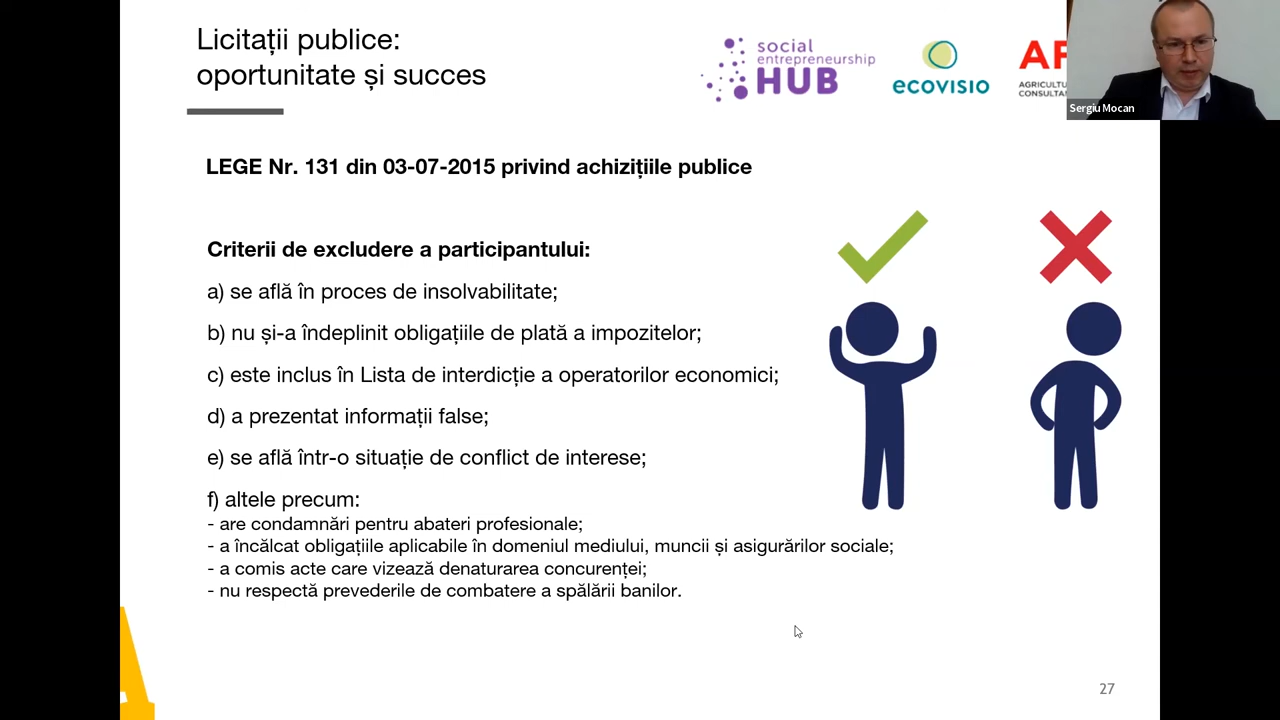 Licitații publice:
oportunitate și succes
social
entrepreneurship
HUB
ecovisio
AGRICULTU
CONSULTA
Sergiu Mocan
LEGE Nr. 131 din 03-07-2015 privind achizițiile publice
Criterii de excludere a participantului:
a) se află în proces de insolvabilitate;
b) nu și-a îndeplinit obligațiile de plată a impozitelor;
c) este inclus în Lista de interdicție a operatorilor economici;
d) a prezentat informații false;
e) se află într-o situație de conflict de interese;
f) altele precum:
- are condamnări pentru abateri profesionale;
- a încălcat obligațiile aplicabile în domeniul mediului, muncii și asigurărilor sociale;
- a comis acte care vizează denaturarea concurenței;
- nu respectă prevederile de combatere a spălării banilor.
27